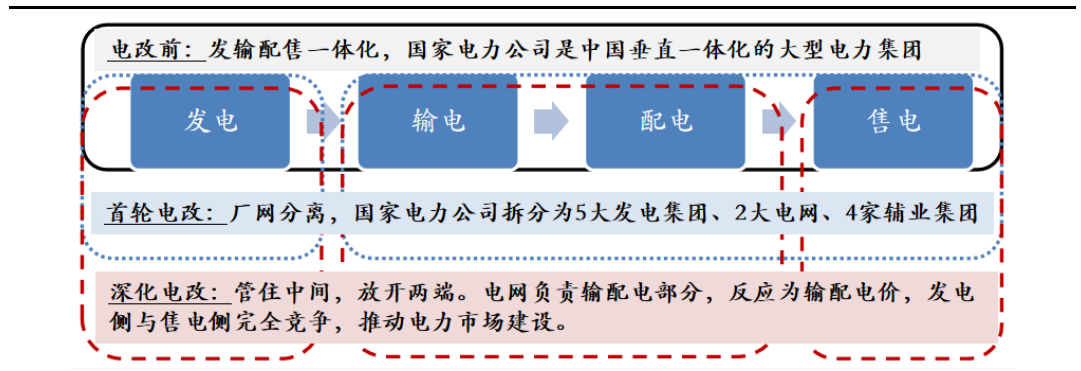 电改前：发输配售一体化，国家电力公司是中国垂直一体化的大型电力集团
发电
输电
配电
售电
首轮电改：厂网分离，国家电力公司拆分为5大发电集团、2大电网、4家辅业集团
深化电改：管住中间，放开两端。电网负责输配电部分，反应为输配电价，发电
侧与售电侧完全竞争，推动电力市场建设。